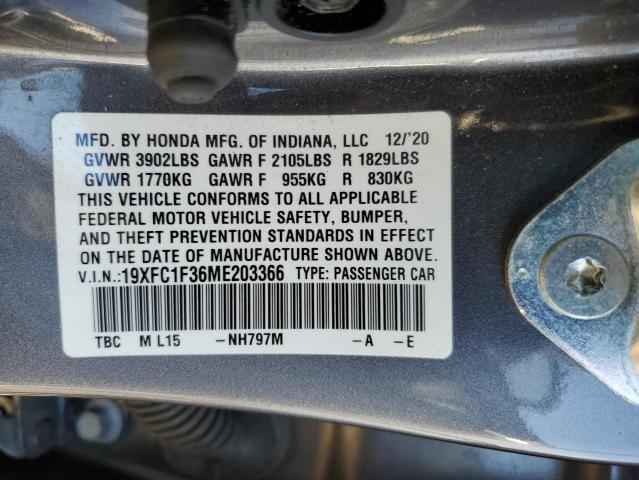 MFD. BY HONDA MFG. OF INDIANA, LLC 12/'20
GVWR 3902LBS GAWR F 2105LBS R 1829LBS
GVWR 1770KG GAWR F 955KG R 830KG
THIS VEHICLE CONFORMS TO ALL APPLICABLE
FEDERAL MOTOR VEHICLE SAFETY, BUMPER,
AND THEFT PREVENTION STANDARDS IN EFFECT
ON THE DATE OF MANUFACTURE SHOWN ABOVE.
V.I.N.:19XFC1F36ME203366 TYPE: PASSENGER CAR
TBC M L15 -NH797M -A -E